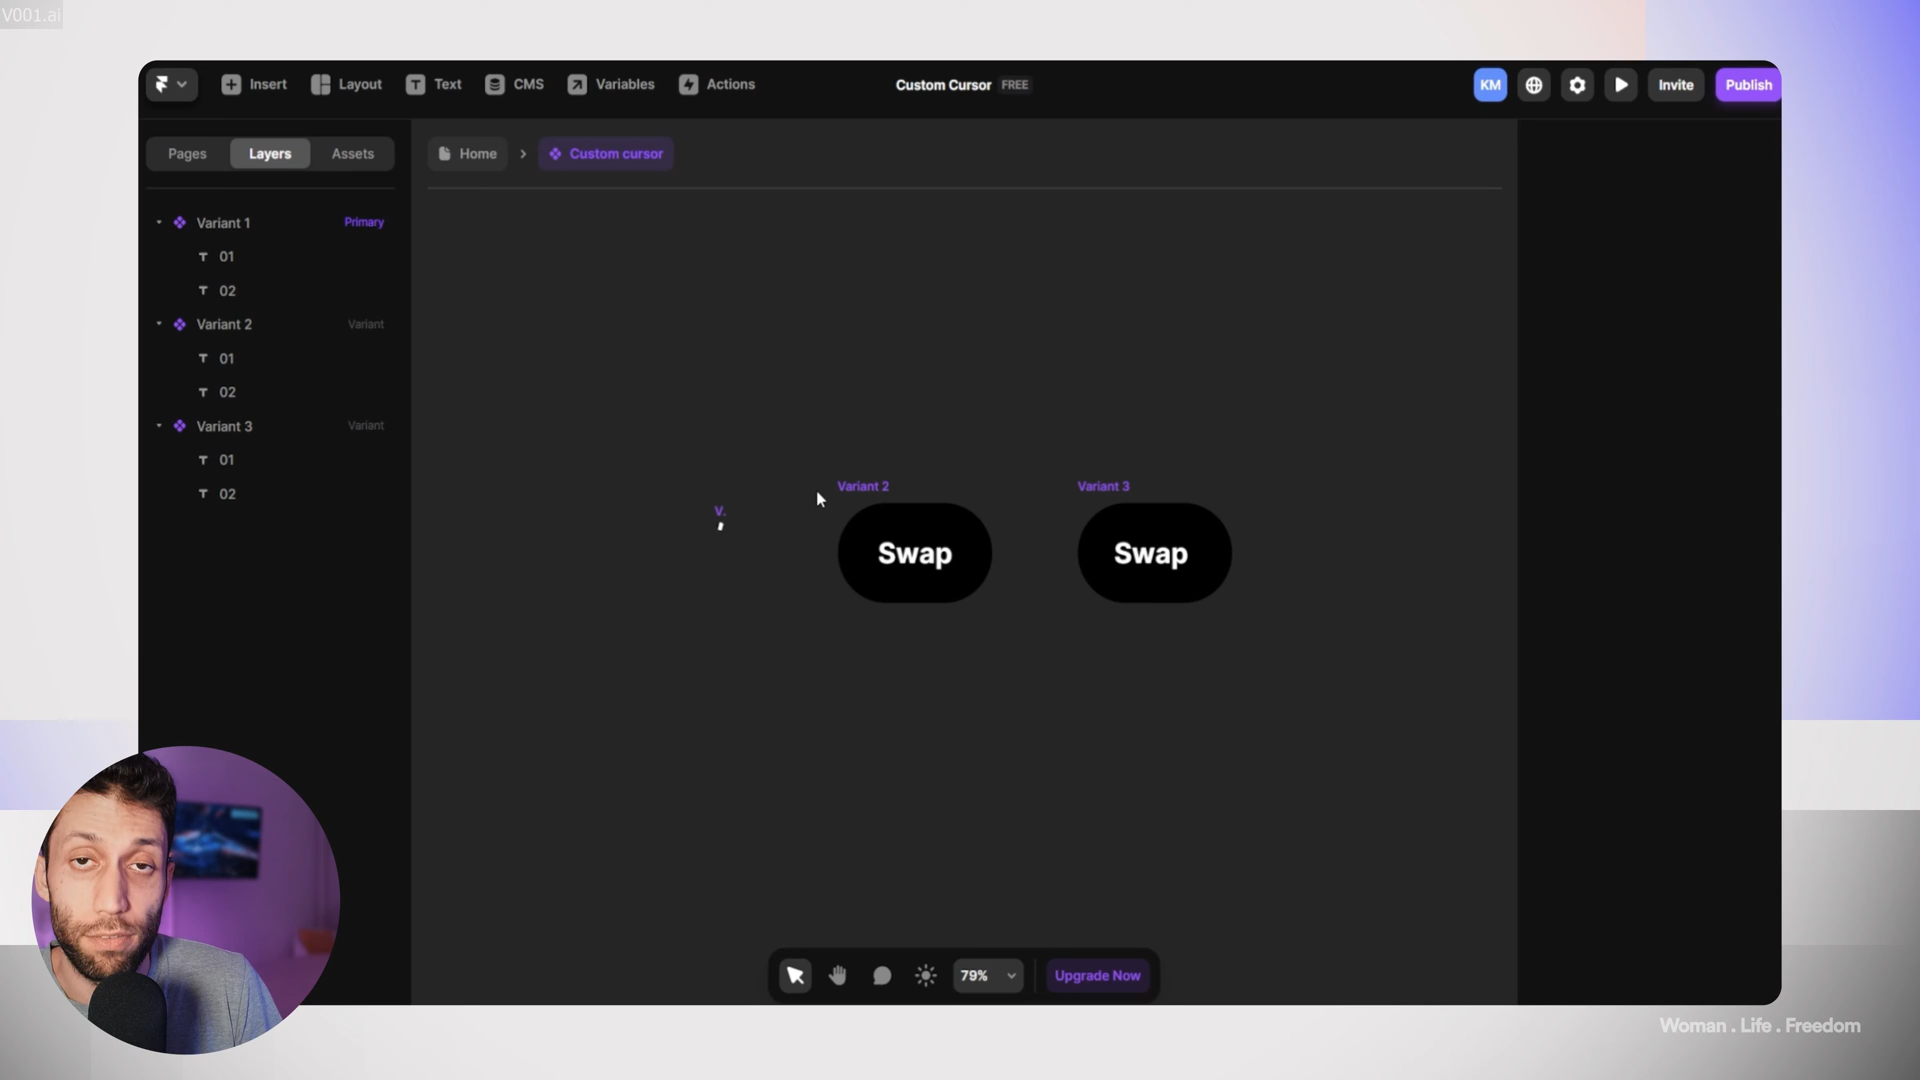 V001.ai
Insert
Layout
Text
CMS
Variables
Actions
Custom Cursor FREE
KM
Invite
Publish
Pages
Layers
Assets
Home
Custom cursor
Variant 1 Primary
01
02
Variant 2 Variant
01
02
Variant 3 Variant
01
02
V.
Variant 2
Swap
Variant 3
Swap
79%
Upgrade Now
Woman . Life . Freedom